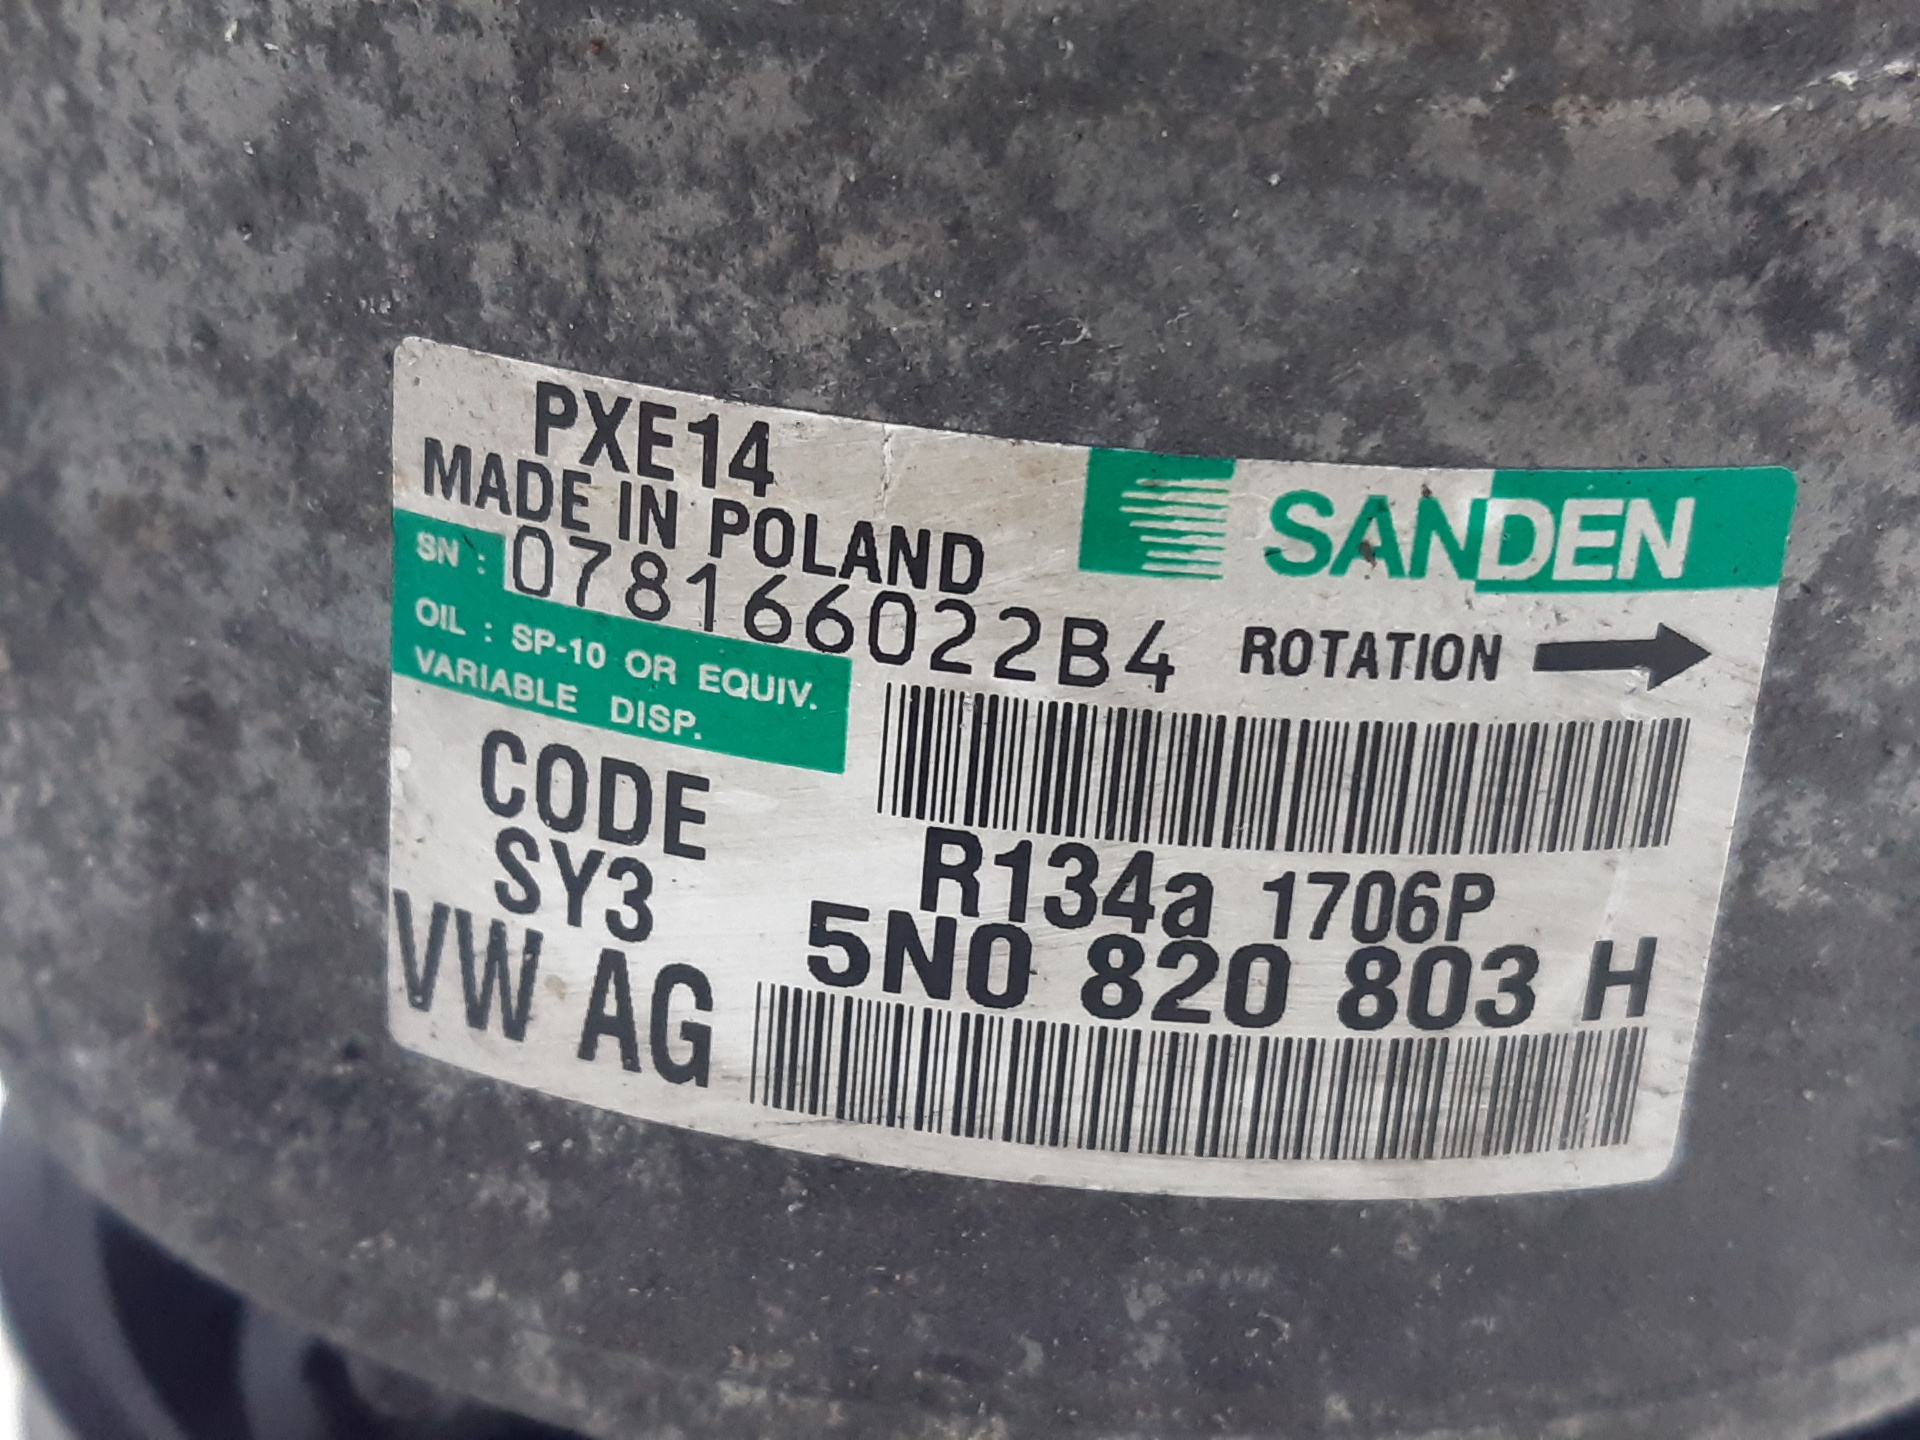 PXE14
MADE IN POLAND
SANDEN
SN : 078166022B4
ROTATION
OIL : SP-10 OR EQUIV.
VARIABLE DISP.
CODE
SY3
R134a 1706P
VW AG
5N0 820 803 H